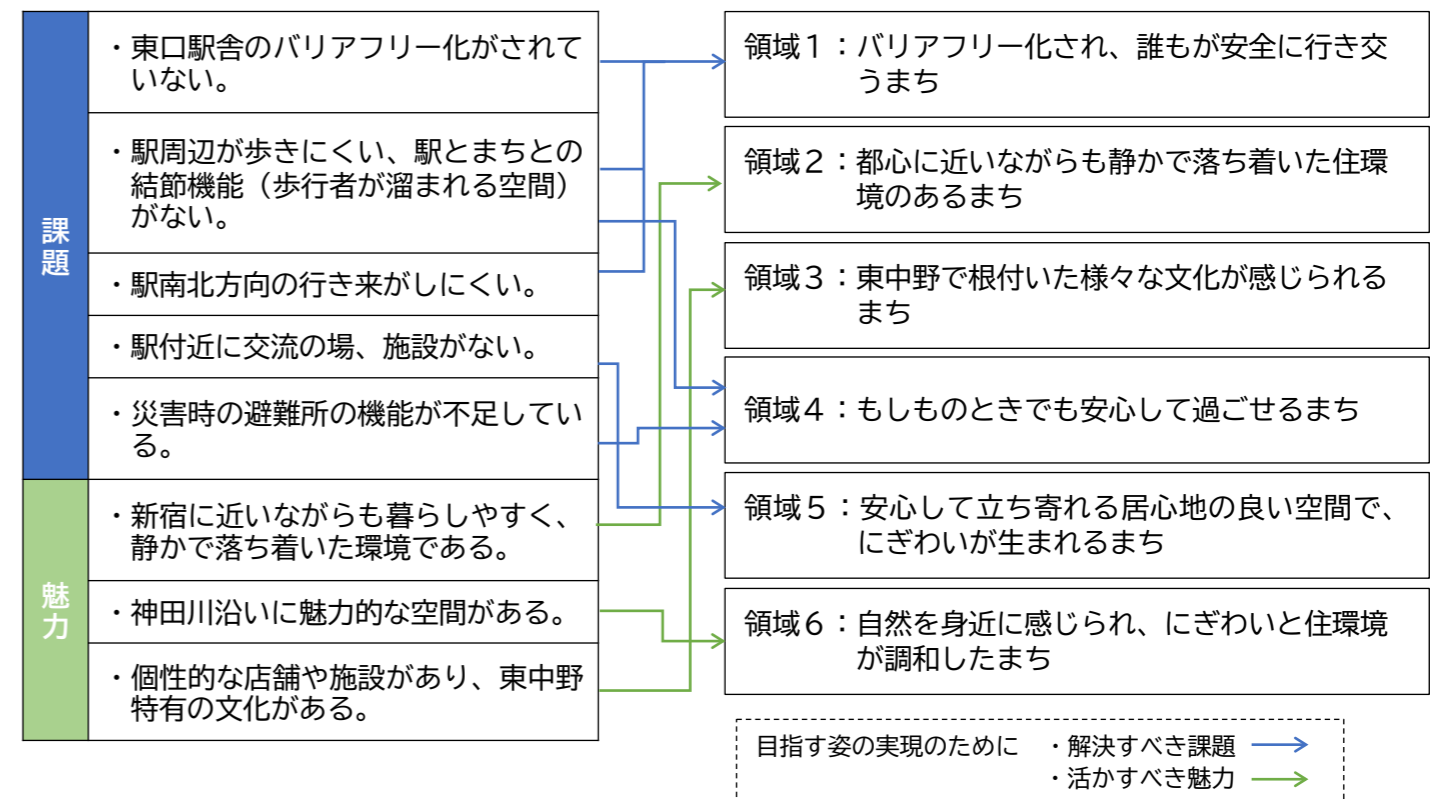 課題
・東口駅舎のバリアフリー化がされて
いない。
・駅周辺が歩きにくい、駅とまちとの
結節機能（歩行者が溜まれる空間）
がない。
・駅南北方向の行き来がしにくい。
・駅付近に交流の場、施設がない。
・災害時の避難所の機能が不足してい
る。
魅力
・新宿に近いながらも暮らしやすく、
静かで落ち着いた環境である。
・神田川沿いに魅力的な空間がある。
・個性的な店舗や施設があり、東中野
特有の文化がある。
領域１：バリアフリー化され、誰もが安全に行き交
うまち
領域２：都心に近いながらも静かで落ち着いた住環
境のあるまち
領域３：東中野で根付いた様々な文化が感じられる
まち
領域４：もしものときでも安心して過ごせるまち
領域５：安心して立ち寄れる居心地の良い空間で、
にぎわいが生まれるまち
領域６：自然を身近に感じられ、にぎわいと住環境
が調和したまち
目指す姿の実現のために ・解決すべき課題
・活かすべき魅力